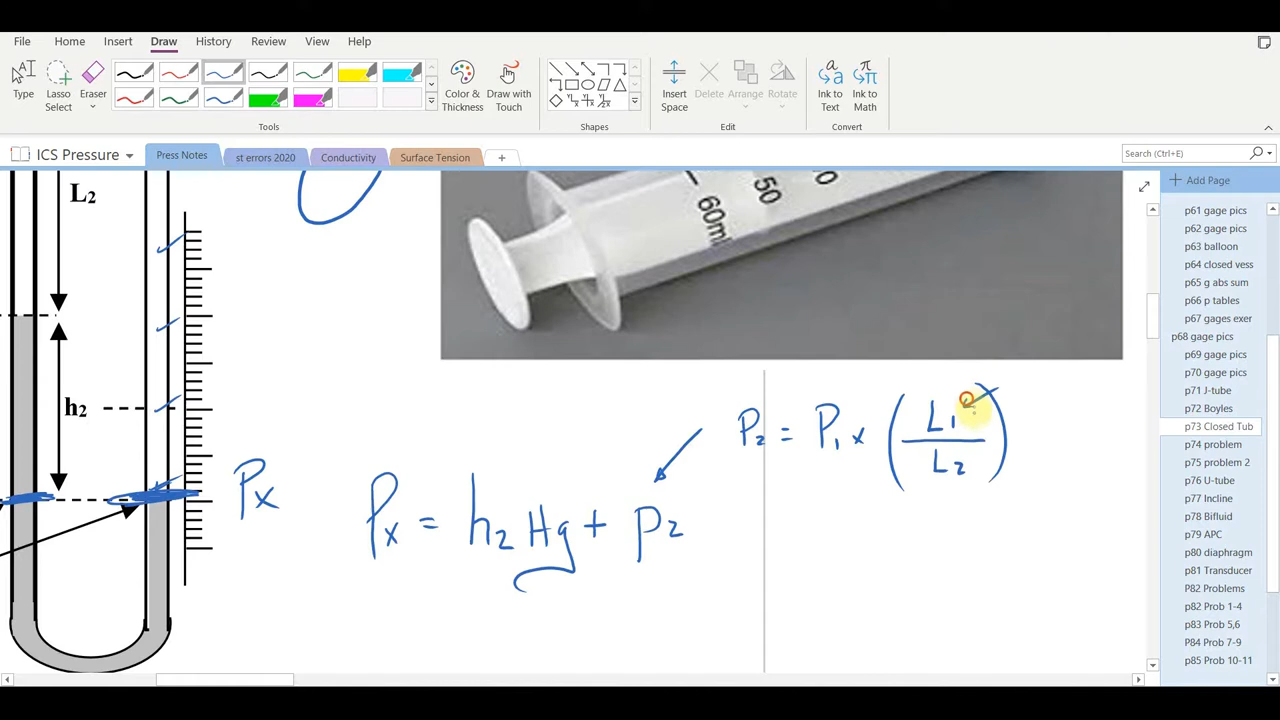 File Home Insert Draw History Review View Help
Type Lasso Select Eraser Color & Thickness Draw with Touch Insert Space Delete Arrange Rotate Ink to Text Ink to Math
Tools Shapes Edit Convert
ICS Pressure Press Notes st errors 2020 Conductivity Surface Tension + Search (Ctrl+E)
Add Page
p61 gage pics
p62 gage pics
p63 balloon
p64 closed vess
p65 g abs sum
p66 p tables
p67 gages exer
p68 gage pics
p69 gage pics
p70 gage pics
p71 J-tube
p72 Boyles
p73 Closed Tub
p74 problem
p75 problem 2
p76 U-tube
p77 Incline
p78 Bifluid
p79 APC
p80 diaphragm
p81 Transducer
P82 Problems
p82 Prob 1-4
p83 Prob 5,6
P84 Prob 7-9
p85 Prob 10-11
L2
h2
60ml
50
P2 = P1 x (L1 / L2)
Px
Px = h2 Hg + P2